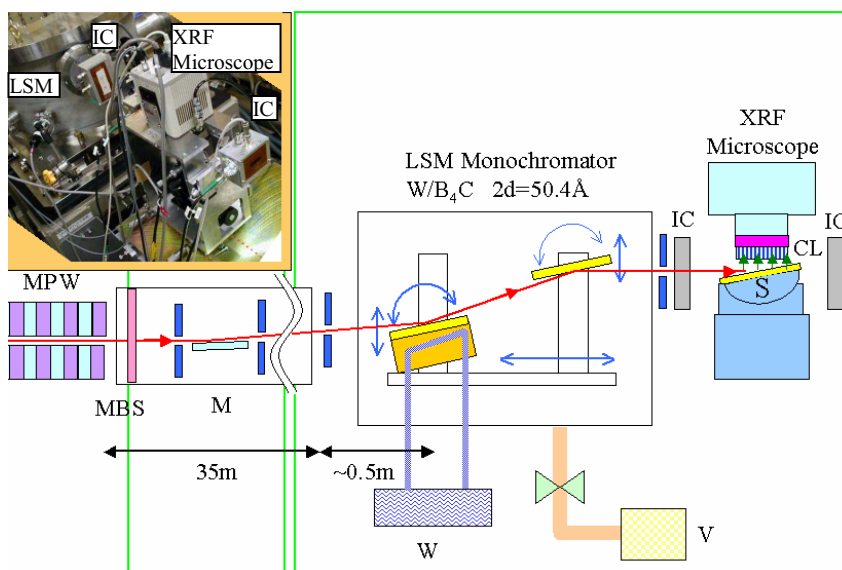 IC
XRF
Microscope
LSM
IC
XRF
Microscope
LSM Monochromator
W/B₄C 2d=50.4Å
IC
IC
CL
S
MPW
MBS
M
35m
~0.5m
W
V